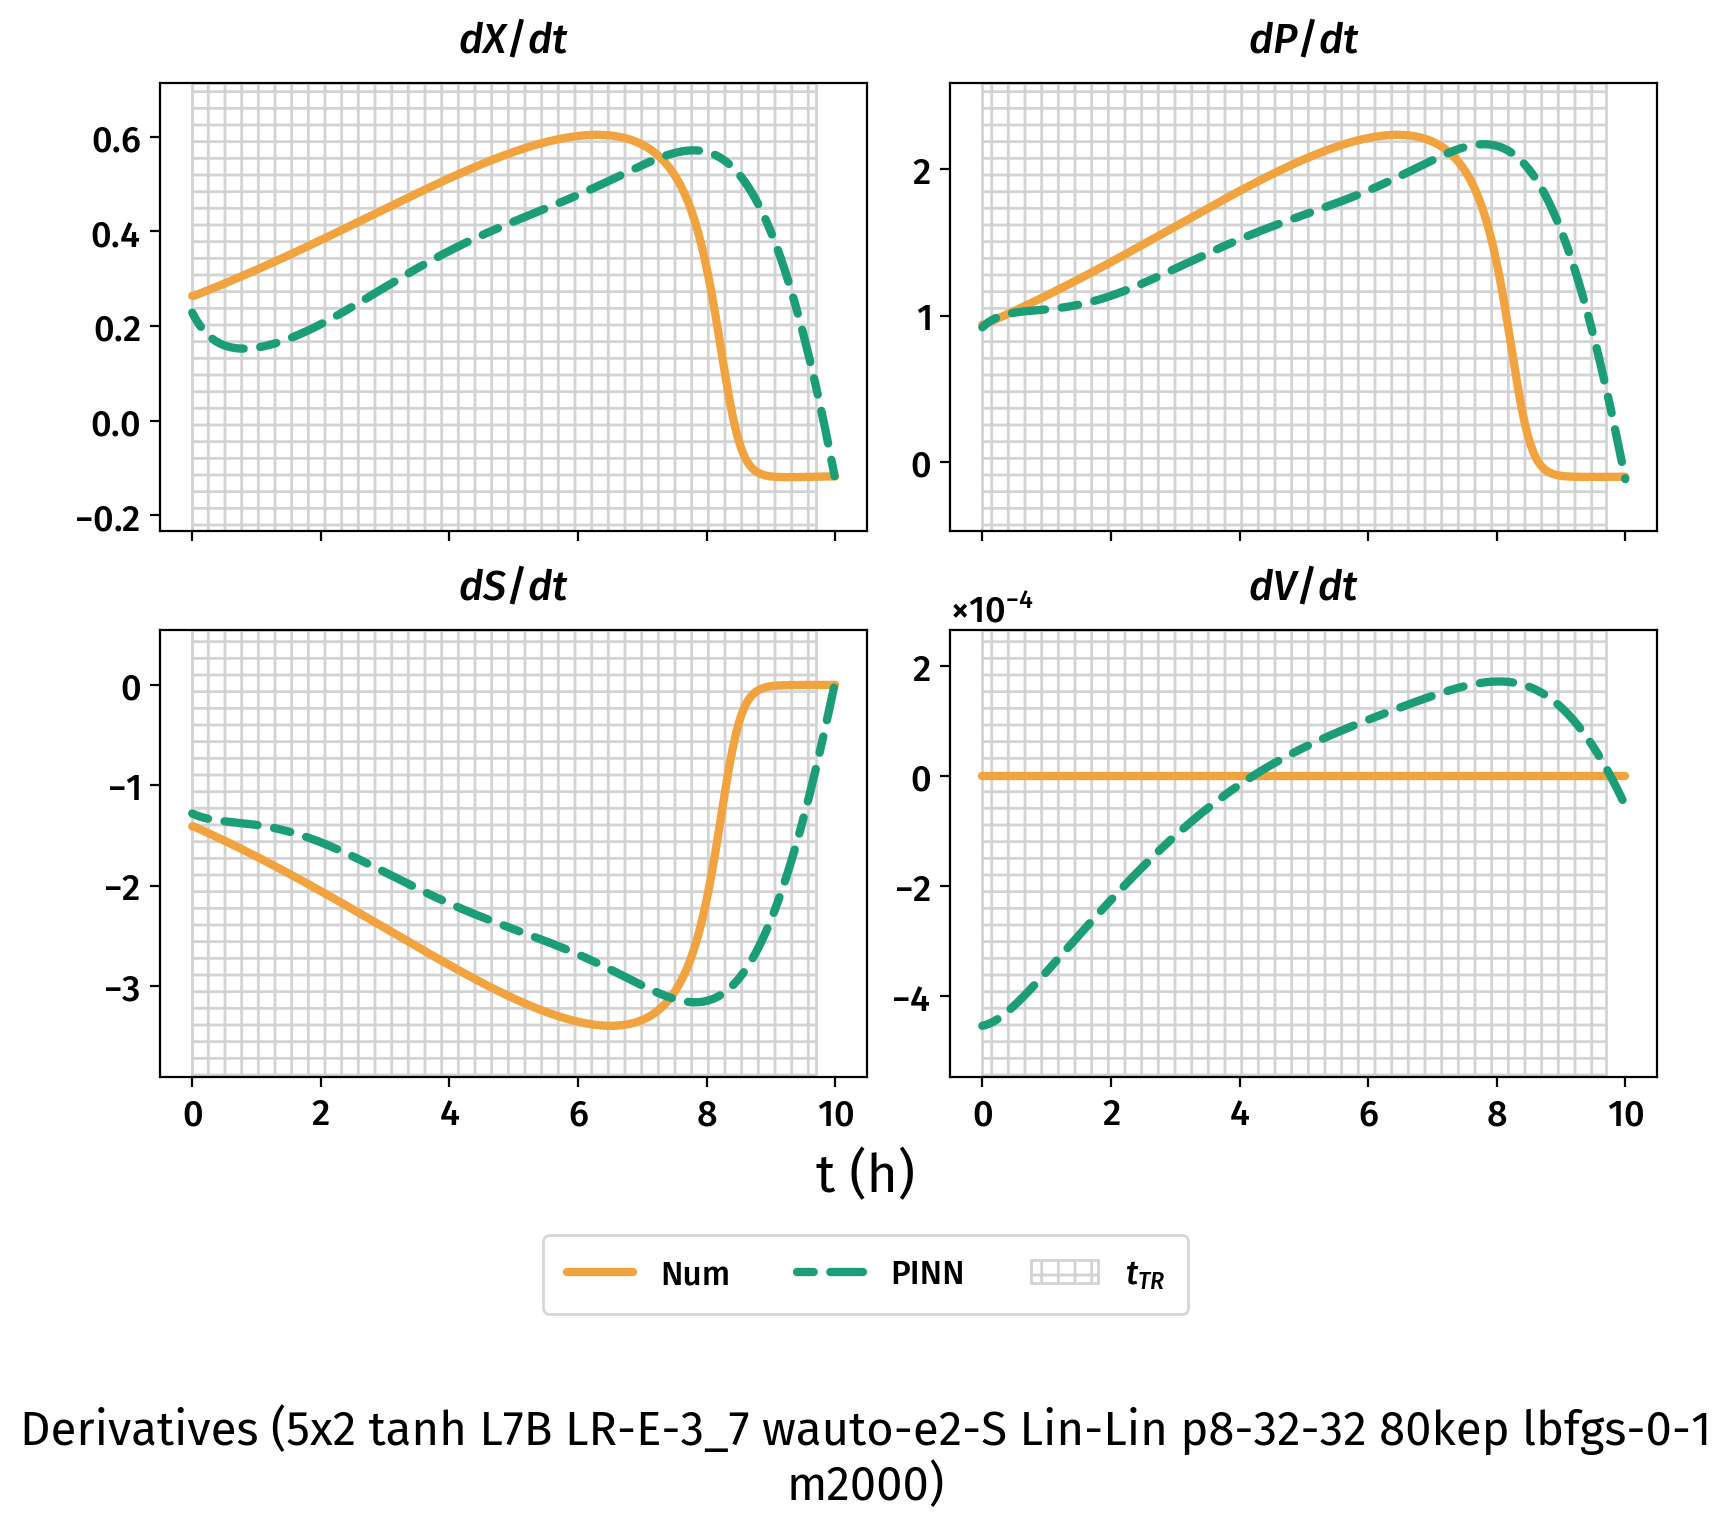 dX/dt
dP/dt
0.6
0.4
0.2
0.0
−0.2
2
1
0
dS/dt
dV/dt
×10⁻⁴
0
−1
−2
−3
2
0
−2
−4
0 2 4 6 8 10
0 2 4 6 8 10
t (h)
Num PINN t_TR
Derivatives (5x2 tanh L7B LR-E-3_7 wauto-e2-S Lin-Lin p8-32-32 80kep lbfgs-0-1
m2000)